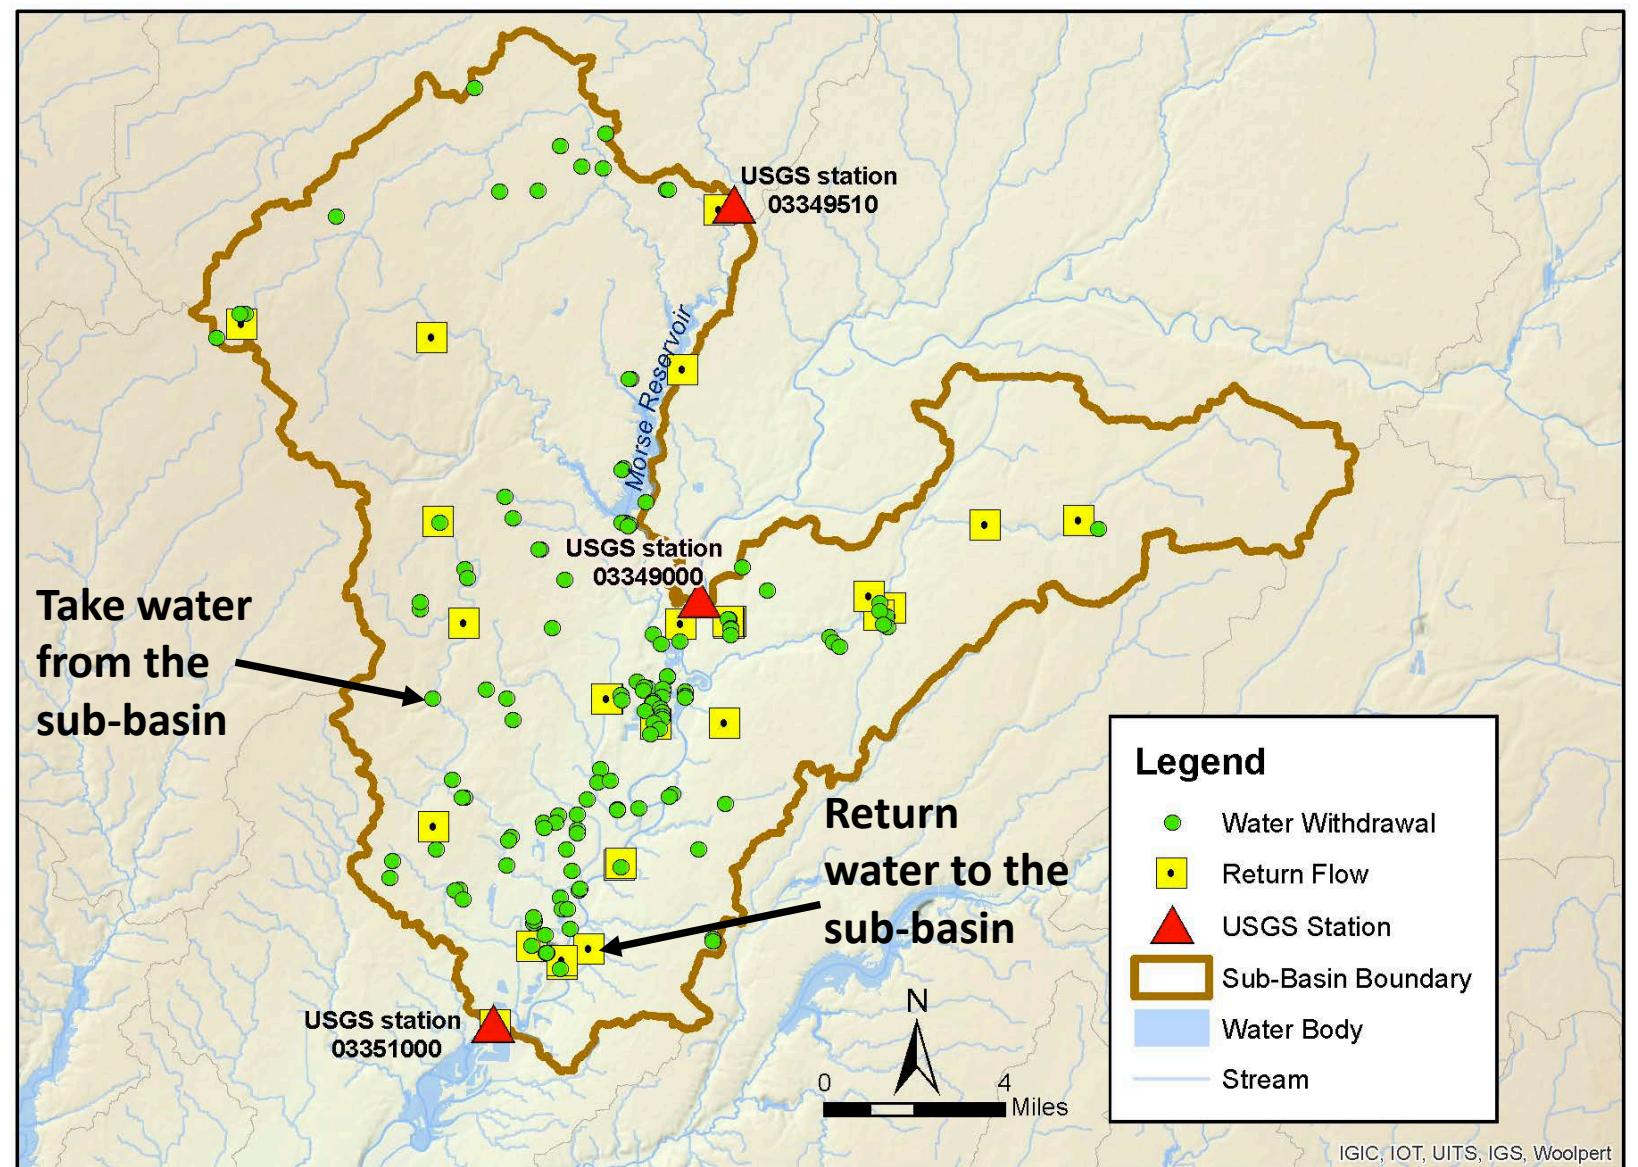 USGS station
03349510
Morse Reservoir
USGS station
03349000
Take water
from the
sub-basin
Return
water to the
sub-basin
USGS station
03351000
N
0 4
Miles
Legend
Water Withdrawal
Return Flow
USGS Station
Sub-Basin Boundary
Water Body
Stream
IGIC, IOT, UITS, IGS, Woolpert